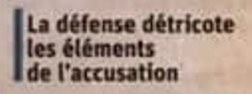 La défense détricote
les éléments
de l'accusation